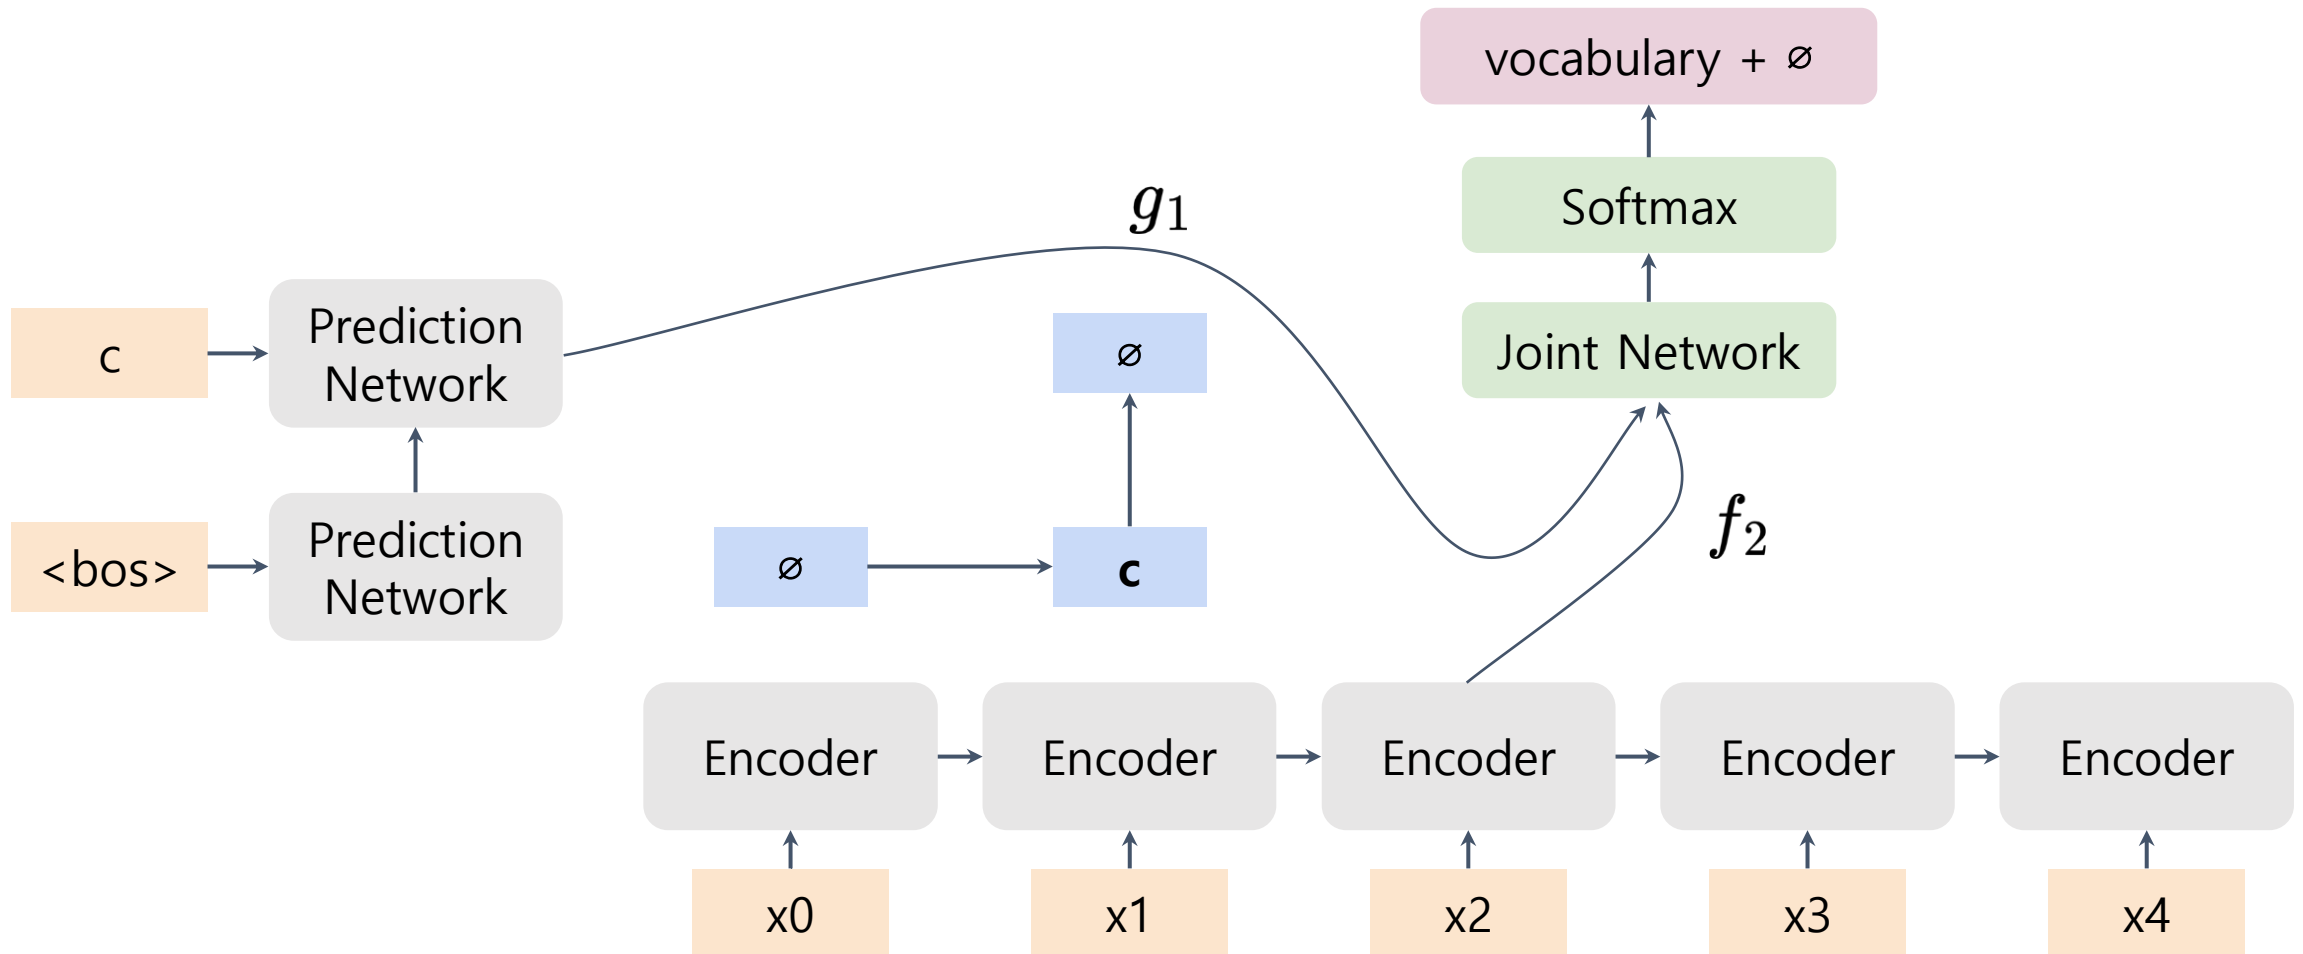 vocabulary + ∅
Softmax
g₁
Joint Network
c
Prediction
Network
∅
<bos>
Prediction
Network
∅
c
f₂
Encoder
Encoder
Encoder
Encoder
Encoder
x0
x1
x2
x3
x4